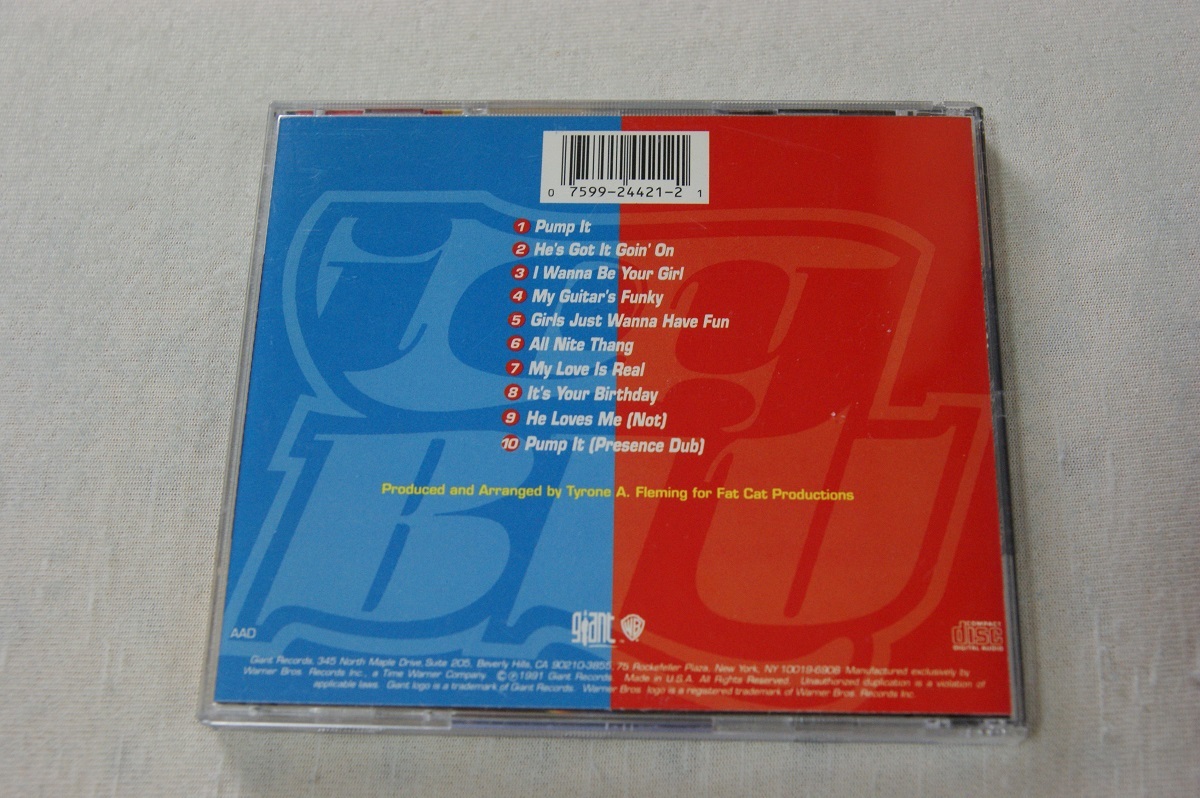 0 7599-24421-2 1
1 Pump It
2 He's Got It Goin' On
3 I Wanna Be Your Girl
4 My Guitar's Funky
5 Girls Just Wanna Have Fun
6 All Nite Thang
7 My Love Is Real
8 It's Your Birthday
9 He Loves Me (Not)
10 Pump It (Presence Dub)
Produced and Arranged by Tyrone A. Fleming for Fat Cat Productions
AAD
giant
WB
COMPACT
disc
DIGITAL AUDIO
Giant Records, 345 North Maple Drive, Suite 205, Beverly Hills, CA 90210-3855, 75 Rockefeller Plaza, New York, NY 10019-6908 Manufactured exclusively by
Warner Bros. Records Inc., a Time Warner Company. ©℗1991 Giant Records. Made in U.S.A. All Rights Reserved. Unauthorized duplication is a violation of
applicable laws. Giant logo is a trademark of Giant Records. Warner Bros. logo is a registered trademark of Warner Bros. Records Inc.